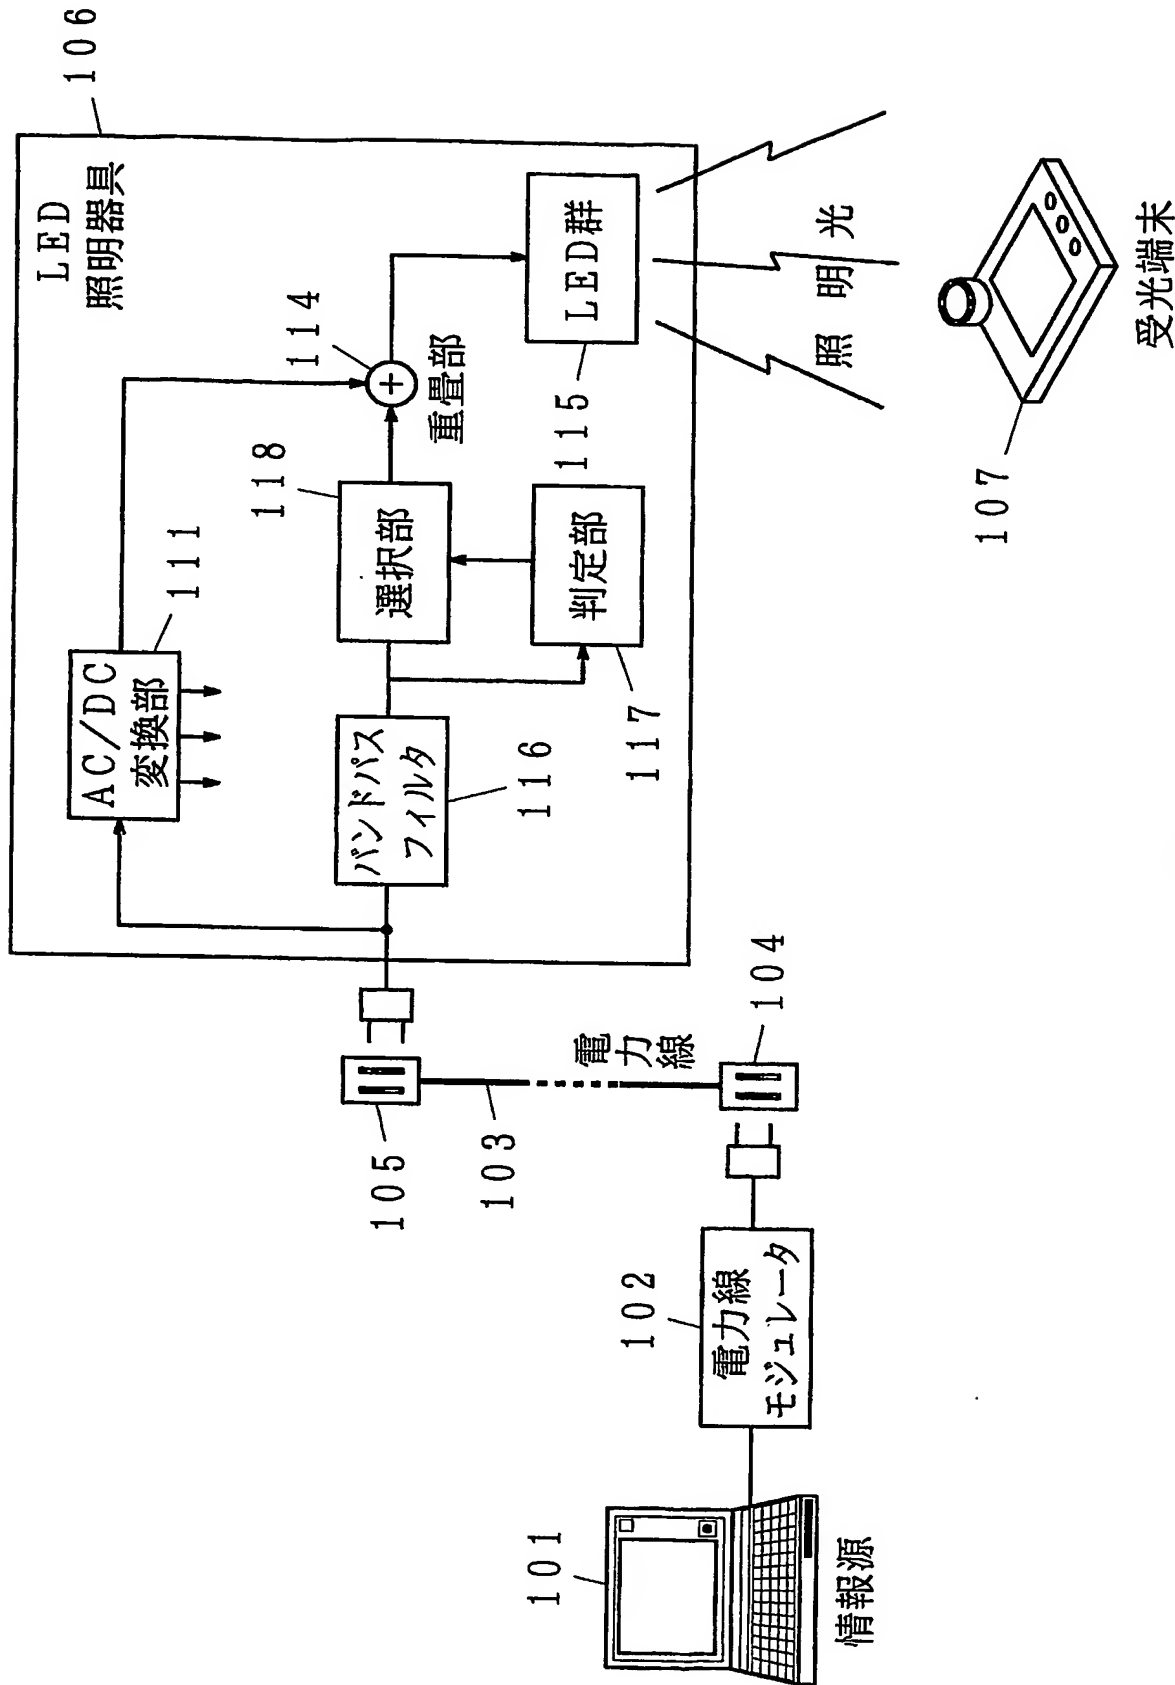 106
LED
照明器具
114
重畳部
118
111
AC/DC
変換部
選択部
LED群
115
判定部
117
バンドパス
フィルタ
116
照明光
107
受光端末
105
103
電力線
104
102
電力線
モジュレータ
101
情報源